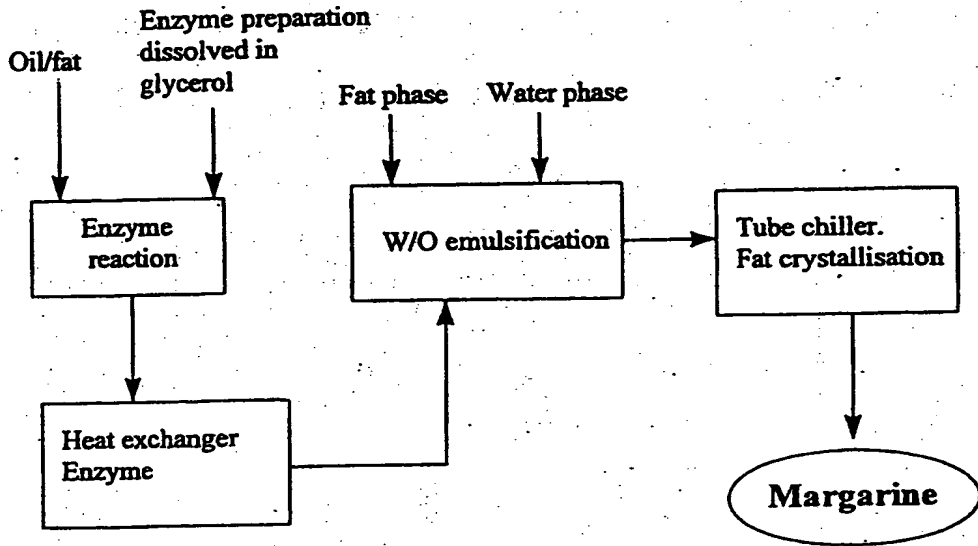 Oil/fat
Enzyme preparation
dissolved in
glycerol
Fat phase
Water phase
Enzyme
reaction
W/O emulsification
Tube chiller.
Fat crystallisation
Heat exchanger
Enzyme
Margarine